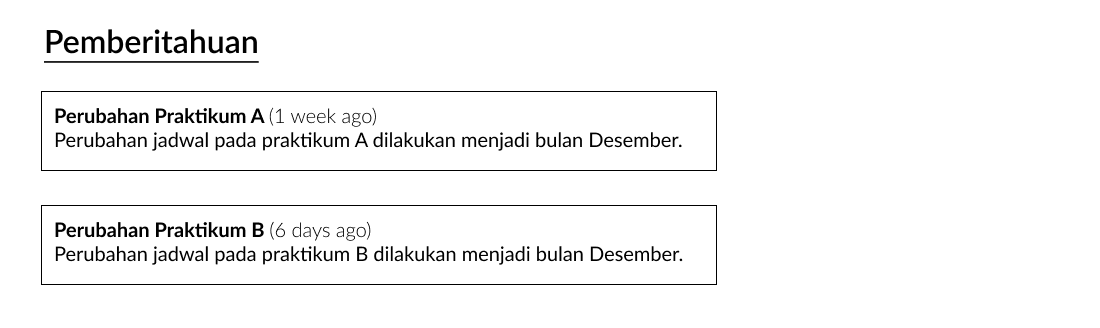 Pemberitahuan
Perubahan Praktikum A (1 week ago)
Perubahan jadwal pada praktikum A dilakukan menjadi bulan Desember.
Perubahan Praktikum B (6 days ago)
Perubahan jadwal pada praktikum B dilakukan menjadi bulan Desember.